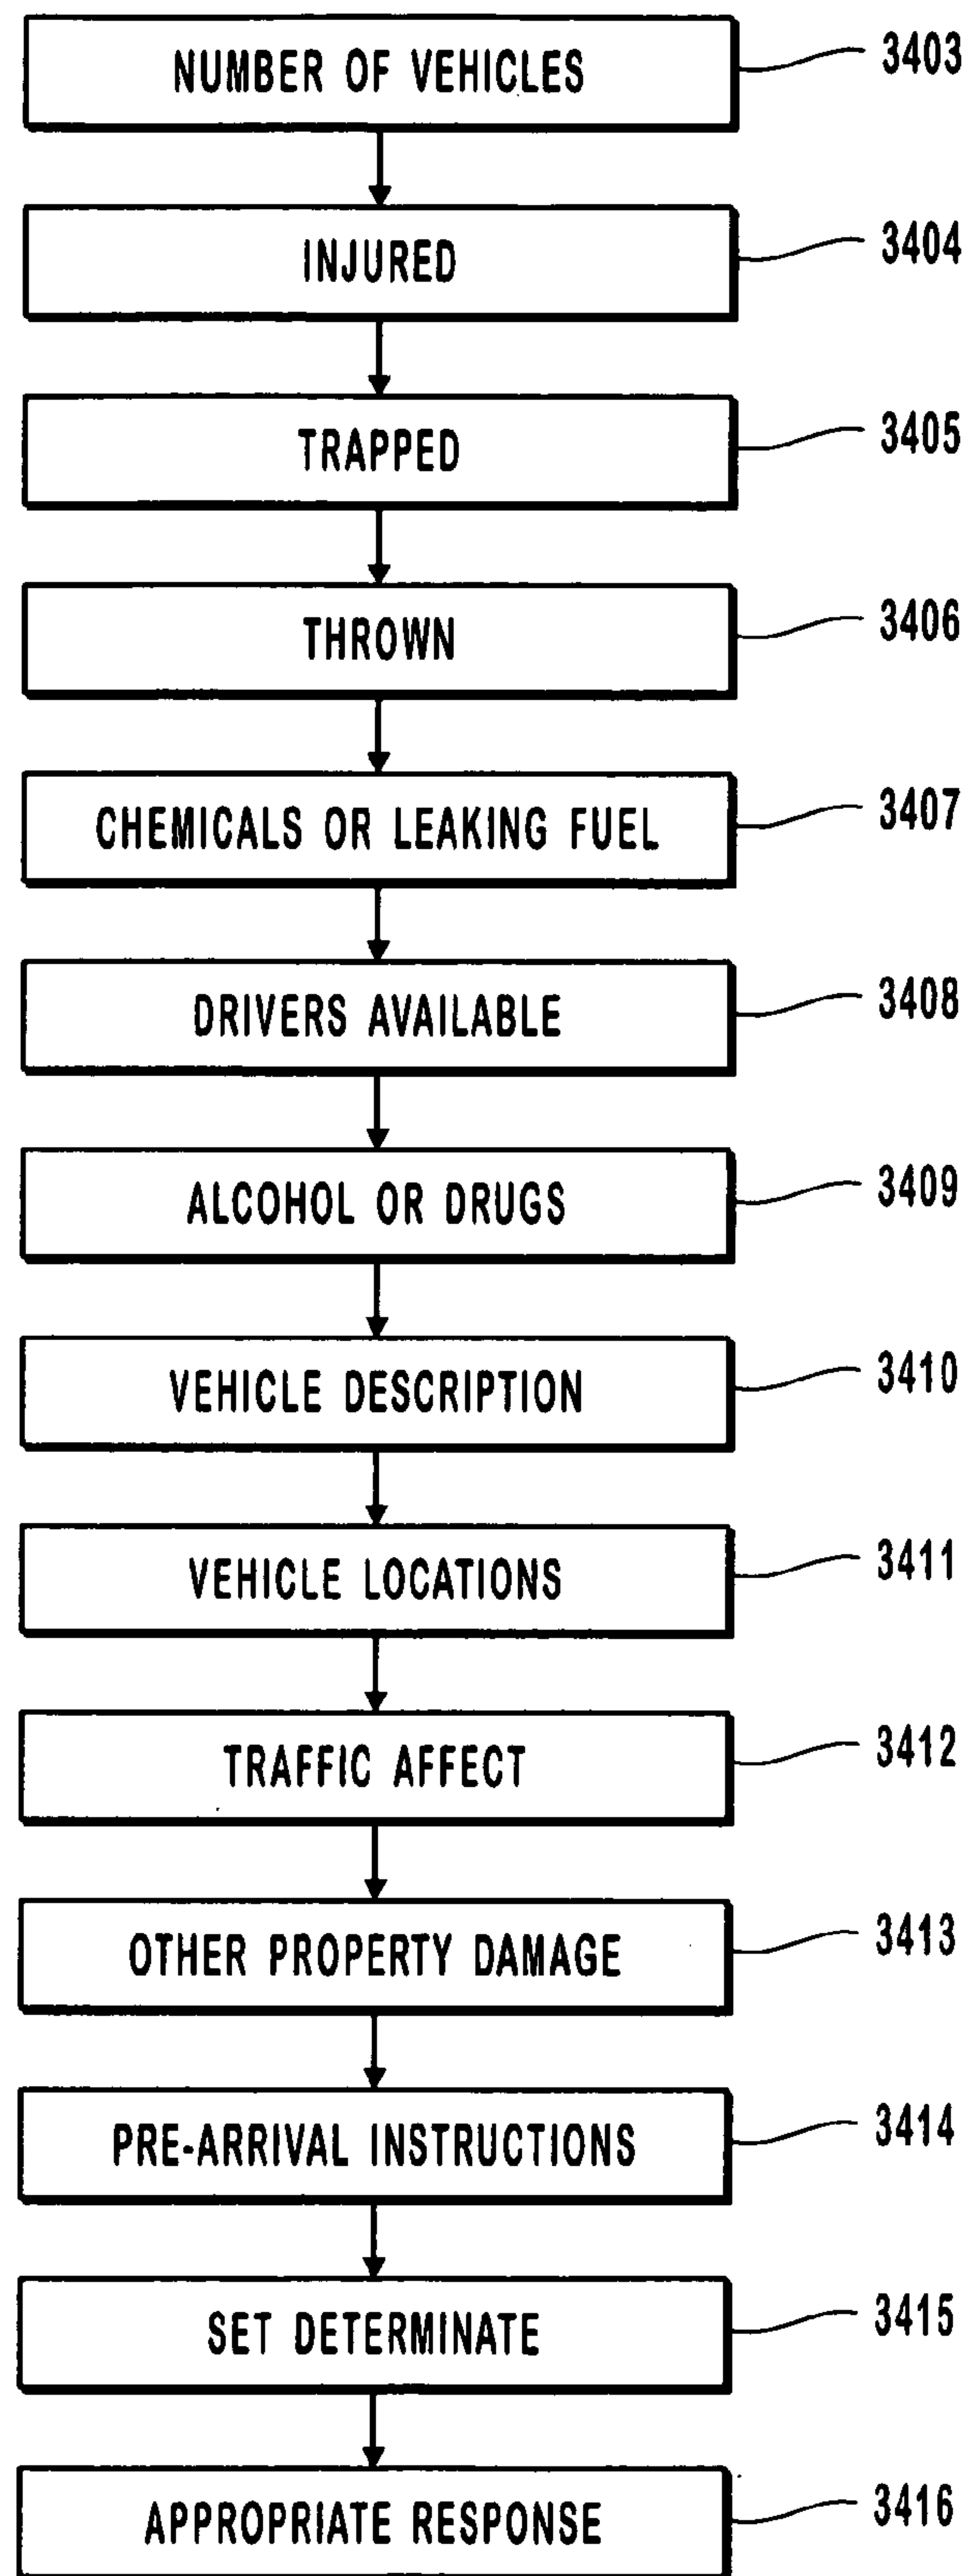 NUMBER OF VEHICLES 3403
INJURED 3404
TRAPPED 3405
THROWN 3406
CHEMICALS OR LEAKING FUEL 3407
DRIVERS AVAILABLE 3408
ALCOHOL OR DRUGS 3409
VEHICLE DESCRIPTION 3410
VEHICLE LOCATIONS 3411
TRAFFIC AFFECT 3412
OTHER PROPERTY DAMAGE 3413
PRE-ARRIVAL INSTRUCTIONS 3414
SET DETERMINATE 3415
APPROPRIATE RESPONSE 3416